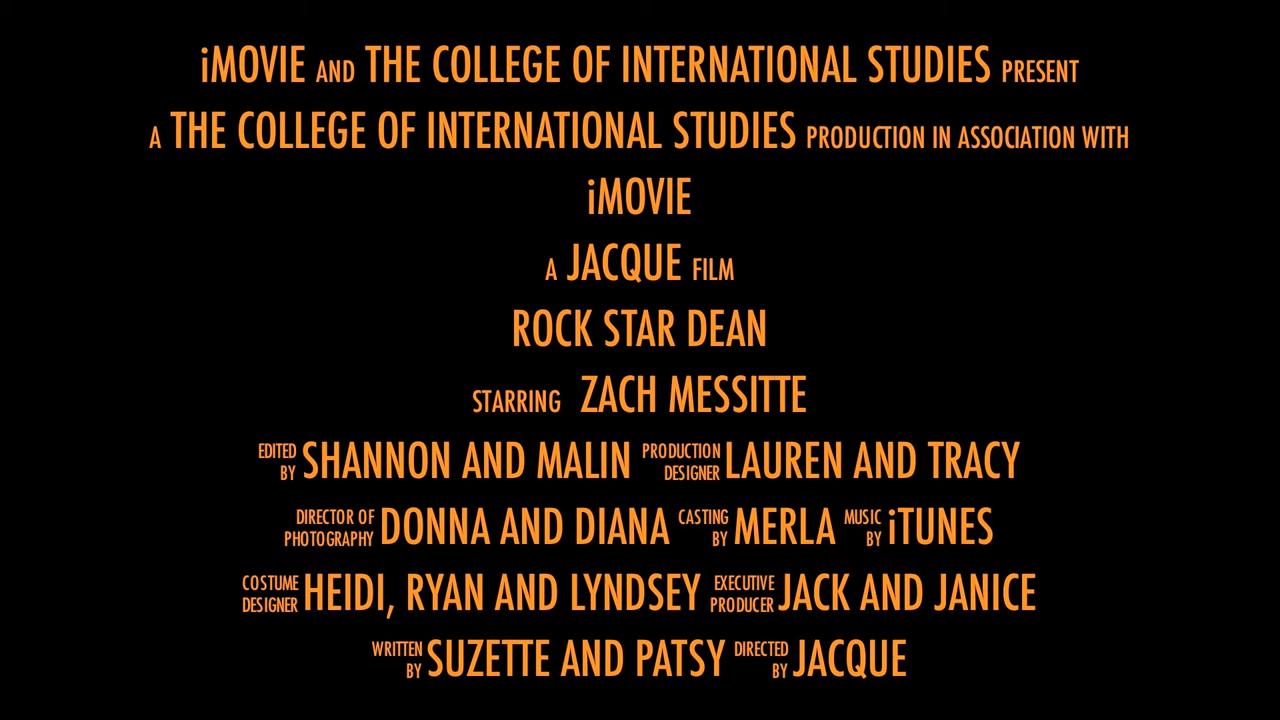 iMOVIE AND THE COLLEGE OF INTERNATIONAL STUDIES PRESENT
A THE COLLEGE OF INTERNATIONAL STUDIES PRODUCTION IN ASSOCIATION WITH
iMOVIE
A JACQUE FILM
ROCK STAR DEAN
STARRING ZACH MESSITTE
EDITED BY SHANNON AND MALIN PRODUCTION DESIGNER LAUREN AND TRACY
DIRECTOR OF PHOTOGRAPHY DONNA AND DIANA CASTING BY MERLA MUSIC BY iTUNES
COSTUME DESIGNER HEIDI, RYAN AND LYNDSEY EXECUTIVE PRODUCER JACK AND JANICE
WRITTEN BY SUZETTE AND PATSY DIRECTED BY JACQUE